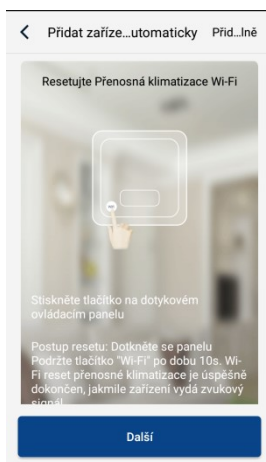 Přidat zaříze...utomaticky Přid...lně
Resetujte Přenosná klimatizace Wi-Fi
Stiskněte tlačítko na dotykovém
ovládacím panelu
Postup resetu: Dotkněte se panelu
Podržte tlačítko "Wi-Fi" po dobu 10s. Wi-
Fi reset přenosné klimatizace je úspěšně
dokončen, jakmile zařízení vydá zvukový
signál
Další